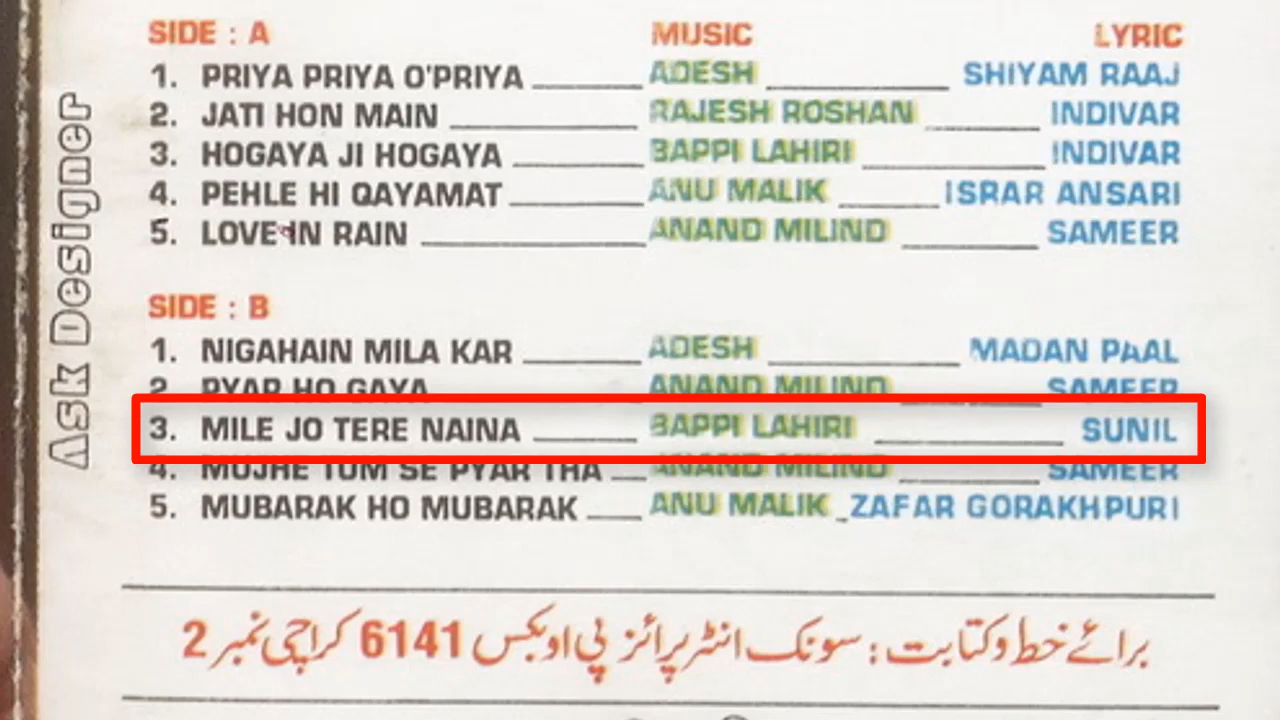 SIDE : A MUSIC LYRIC
1. PRIYA PRIYA O'PRIYA ADESH SHIYAM RAAJ
2. JATI HON MAIN RAJESH ROSHAN INDIVAR
3. HOGAYA JI HOGAYA BAPPI LAHIRI INDIVAR
4. PEHLE HI QAYAMAT ANU MALIK ISRAR ANSARI
5. LOVE IN RAIN ANAND MILIND SAMEER
SIDE : B
1. NIGAHAIN MILA KAR ADESH MADAN PAAL
2. PYAR HO GAYA ANAND MILIND SAMEER
3. MILE JO TERE NAINA BAPPI LAHIRI SUNIL
4. MUJHE TUM SE PYAR THA ANAND MILIND SAMEER
5. MUBARAK HO MUBARAK ANU MALIK ZAFAR GORAKHPURI
برائے خط و کتابت : سونک انٹرپرائز پی او بکس 6141 کراچی نمبر 2
Ask Designer